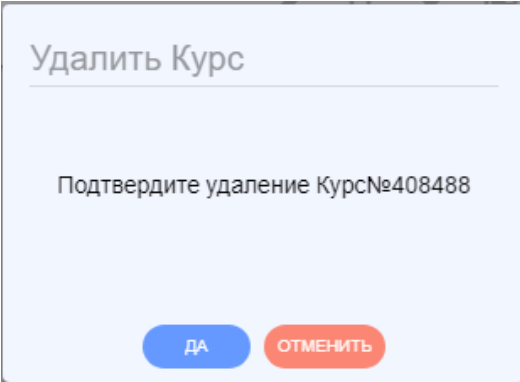 Удалить Курс
Подтвердите удаление Курс№408488
ДА
ОТМЕНИТЬ